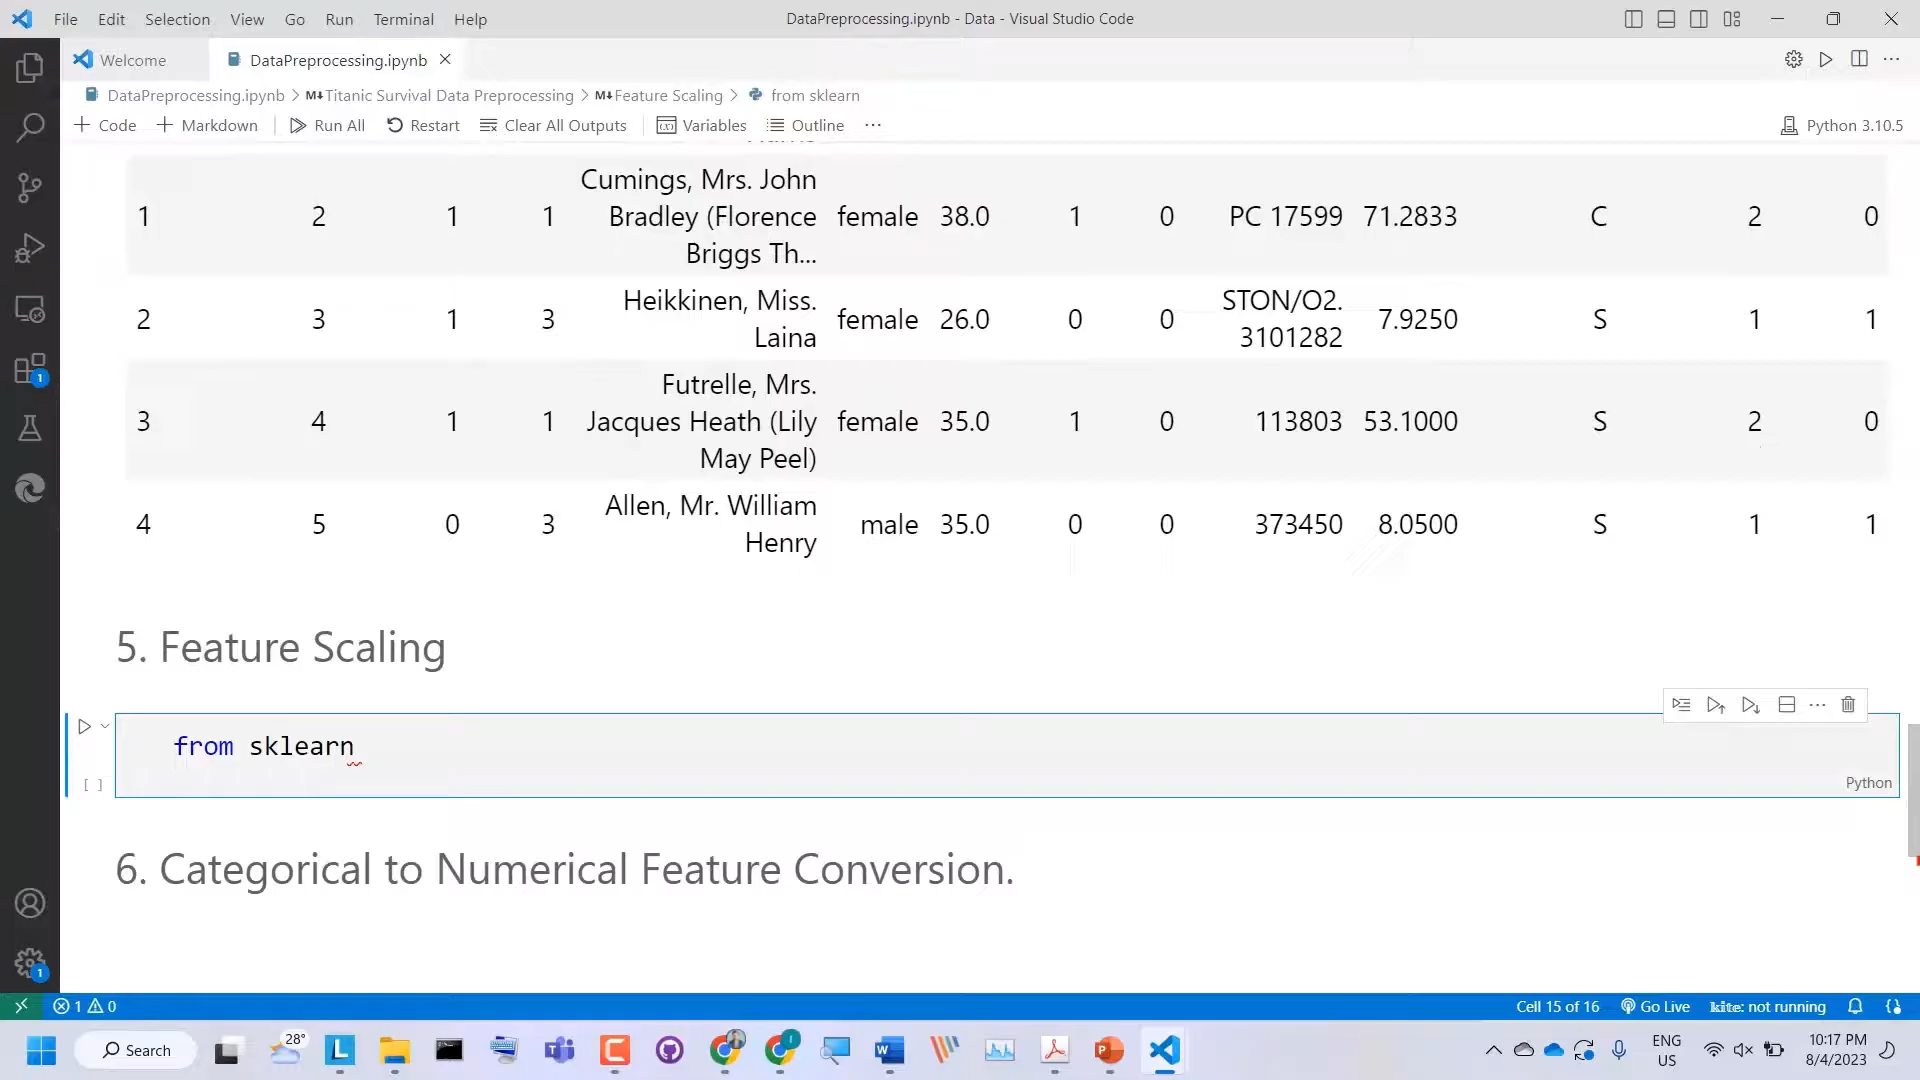 File Edit Selection View Go Run Terminal Help
DataPreprocessing.ipynb - Data - Visual Studio Code
Welcome
DataPreprocessing.ipynb
DataPreprocessing.ipynb > M↓Titanic Survival Data Preprocessing > M↓Feature Scaling > from sklearn
+ Code + Markdown Run All Restart Clear All Outputs Variables Outline ...
Python 3.10.5
Cumings, Mrs. John
1 2 1 1 Bradley (Florence female 38.0 1 0 PC 17599 71.2833 C 2 0
Briggs Th...
Heikkinen, Miss. STON/O2.
2 3 1 3 female 26.0 0 0 7.9250 S 1 1
Laina 3101282
Futrelle, Mrs.
3 4 1 1 Jacques Heath (Lily female 35.0 1 0 113803 53.1000 S 2 0
May Peel)
Allen, Mr. William
4 5 0 3 male 35.0 0 0 373450 8.0500 S 1 1
Henry
5. Feature Scaling
from sklearn
[ ]
Python
6. Categorical to Numerical Feature Conversion.
1
1
1 0
Cell 15 of 16 Go Live kite: not running
Search
28°
ENG
US
10:17 PM
8/4/2023